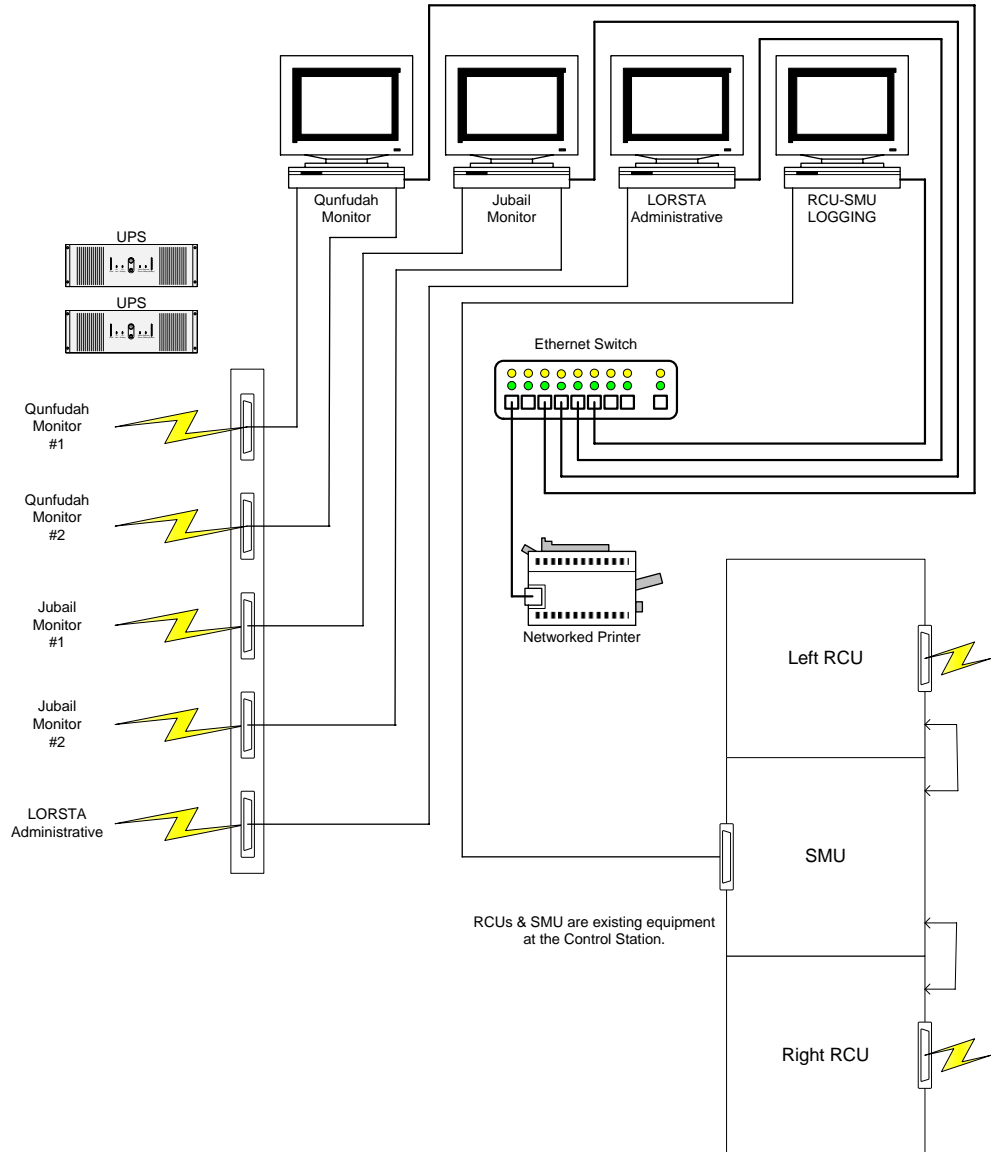 Qunfudah
Monitor
Jubail
Monitor
LORSTA
Administrative
RCU-SMU
LOGGING
UPS
UPS
Ethernet Switch
Qunfudah
Monitor
#1
Qunfudah
Monitor
#2
Jubail
Monitor
#1
Jubail
Monitor
#2
LORSTA
Administrative
Networked Printer
Left RCU
SMU
RCUs & SMU are existing equipment
at the Control Station.
Right RCU